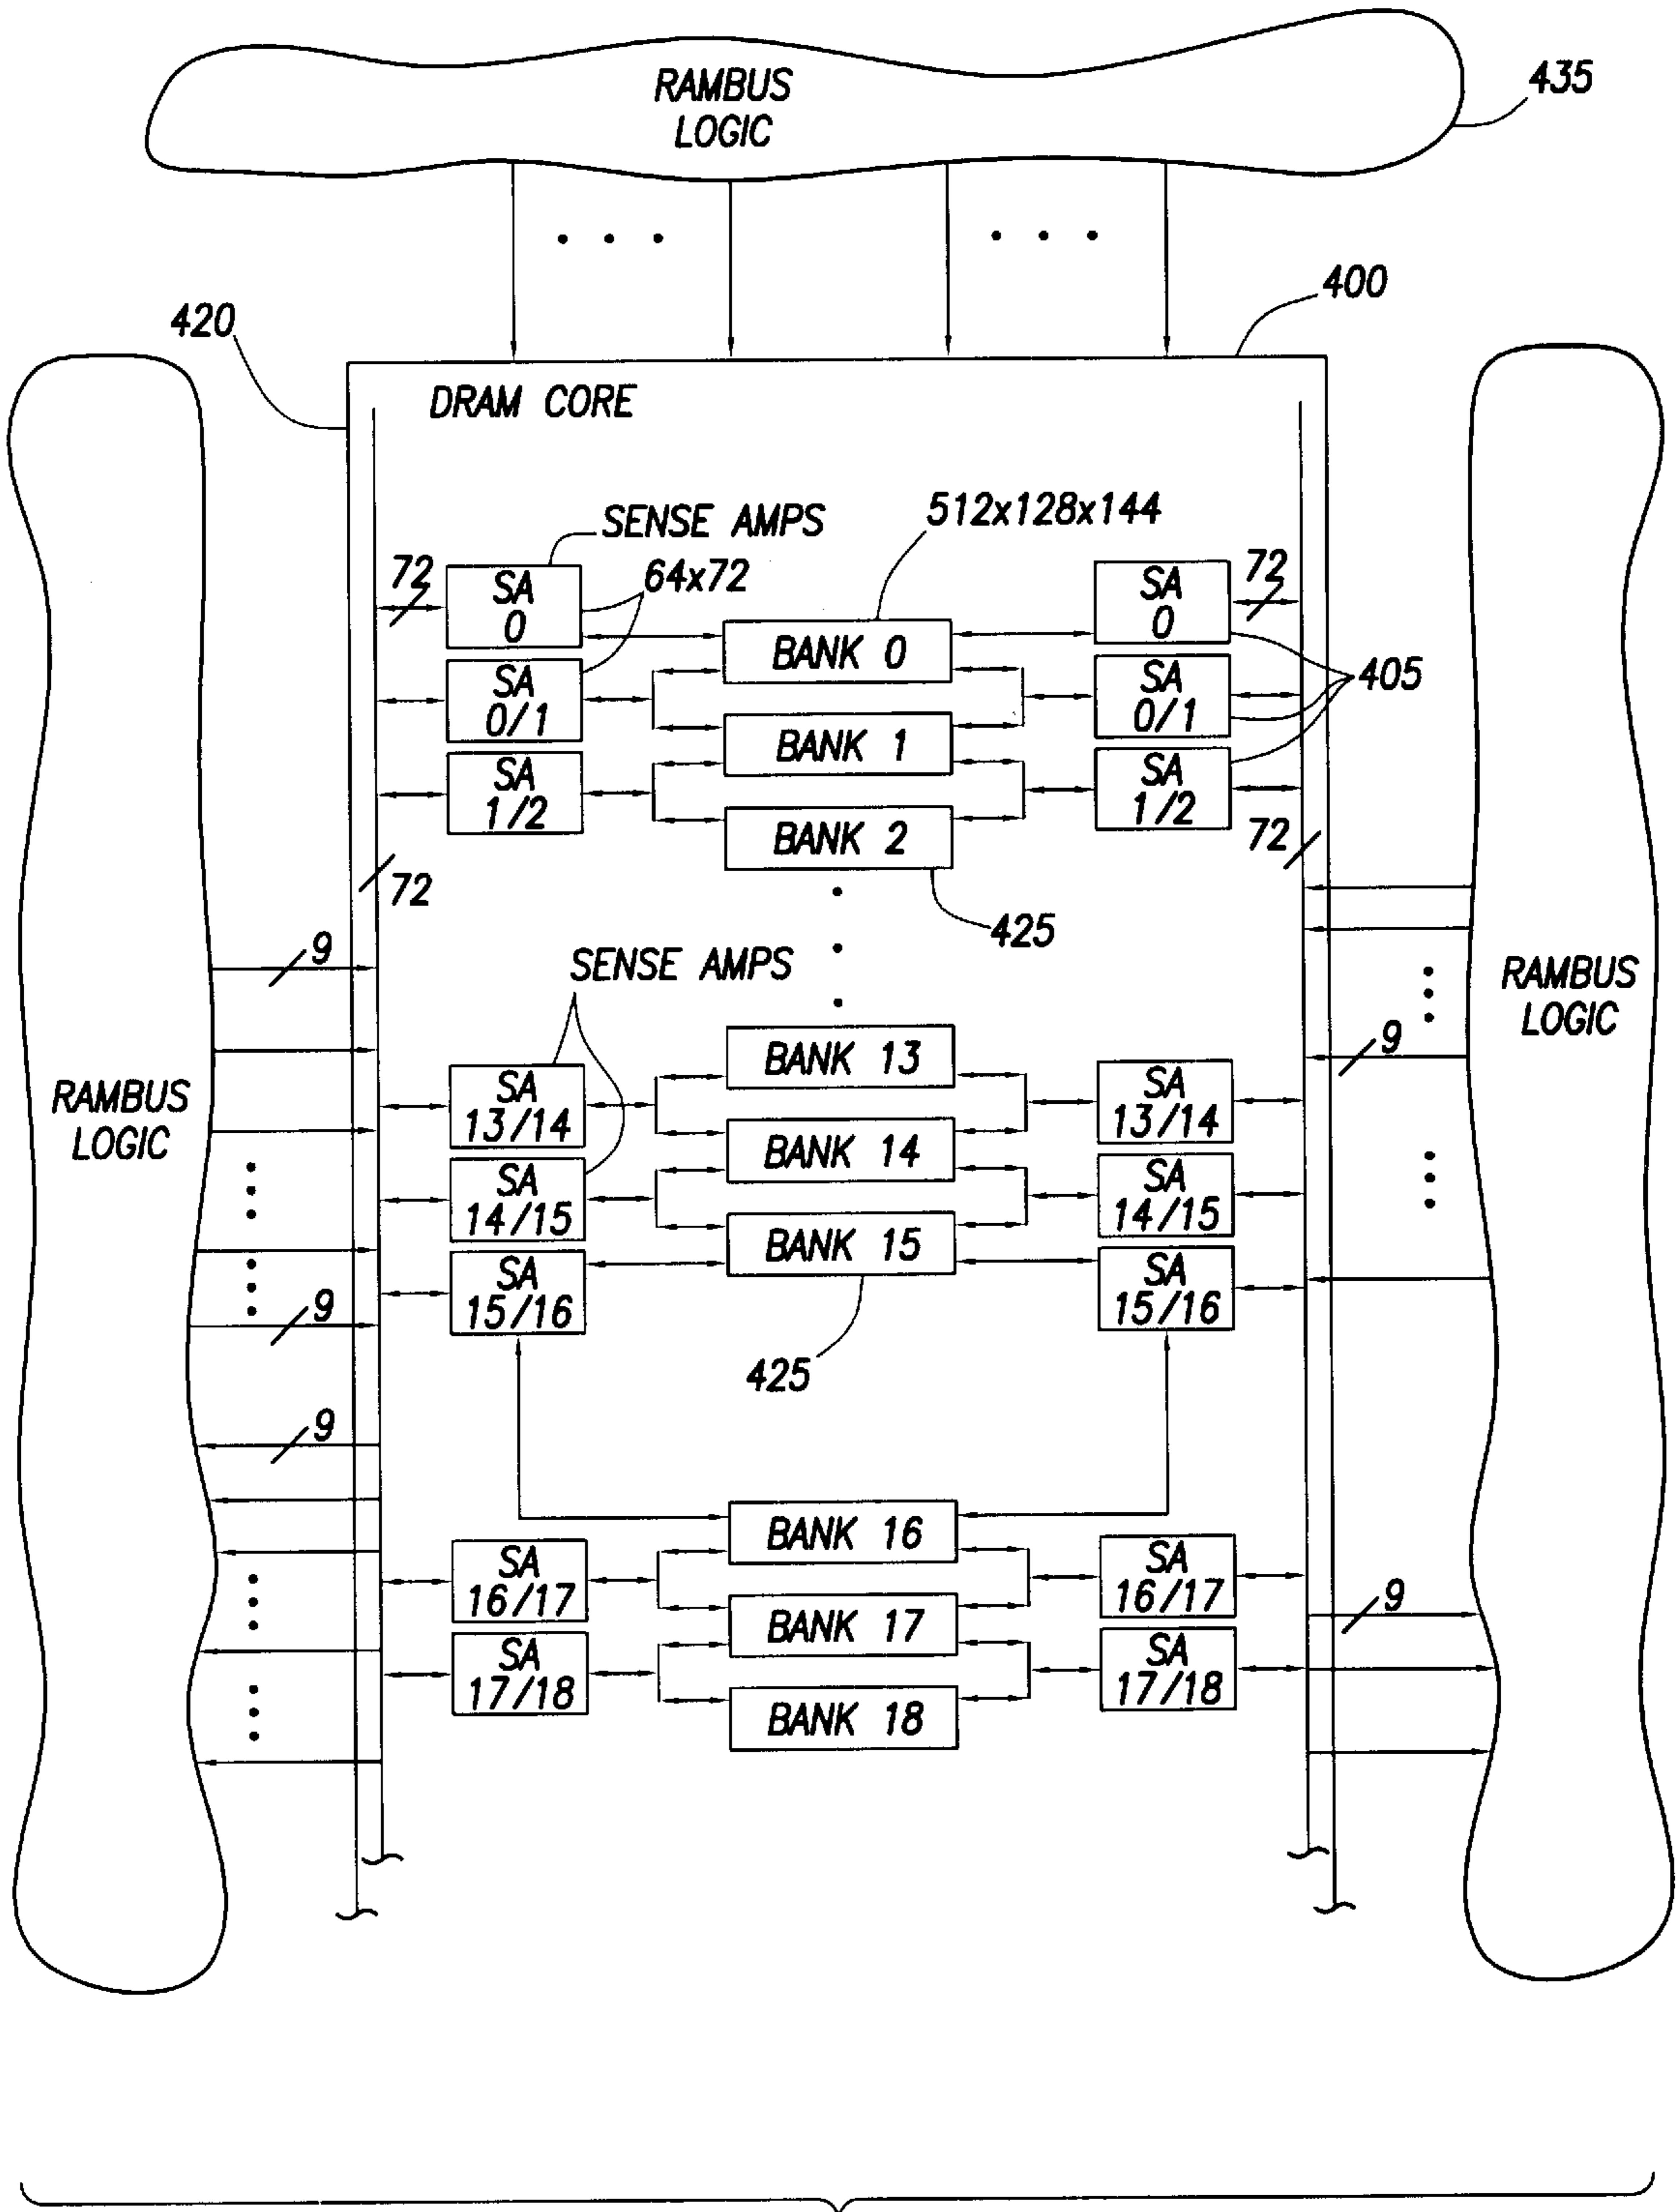 RAMBUS
LOGIC
435
400
420
DRAM CORE
SENSE AMPS
512x128x144
72
64x72
72
SA
0
SA
0
BANK 0
SA
0/1
SA
0/1
405
BANK 1
SA
1/2
SA
1/2
BANK 2
72
72
425
9
SENSE AMPS
RAMBUS
LOGIC
9
BANK 13
RAMBUS
LOGIC
SA
13/14
SA
13/14
BANK 14
SA
14/15
SA
14/15
BANK 15
SA
15/16
SA
15/16
9
425
9
BANK 16
SA
16/17
SA
16/17
9
BANK 17
SA
17/18
SA
17/18
BANK 18